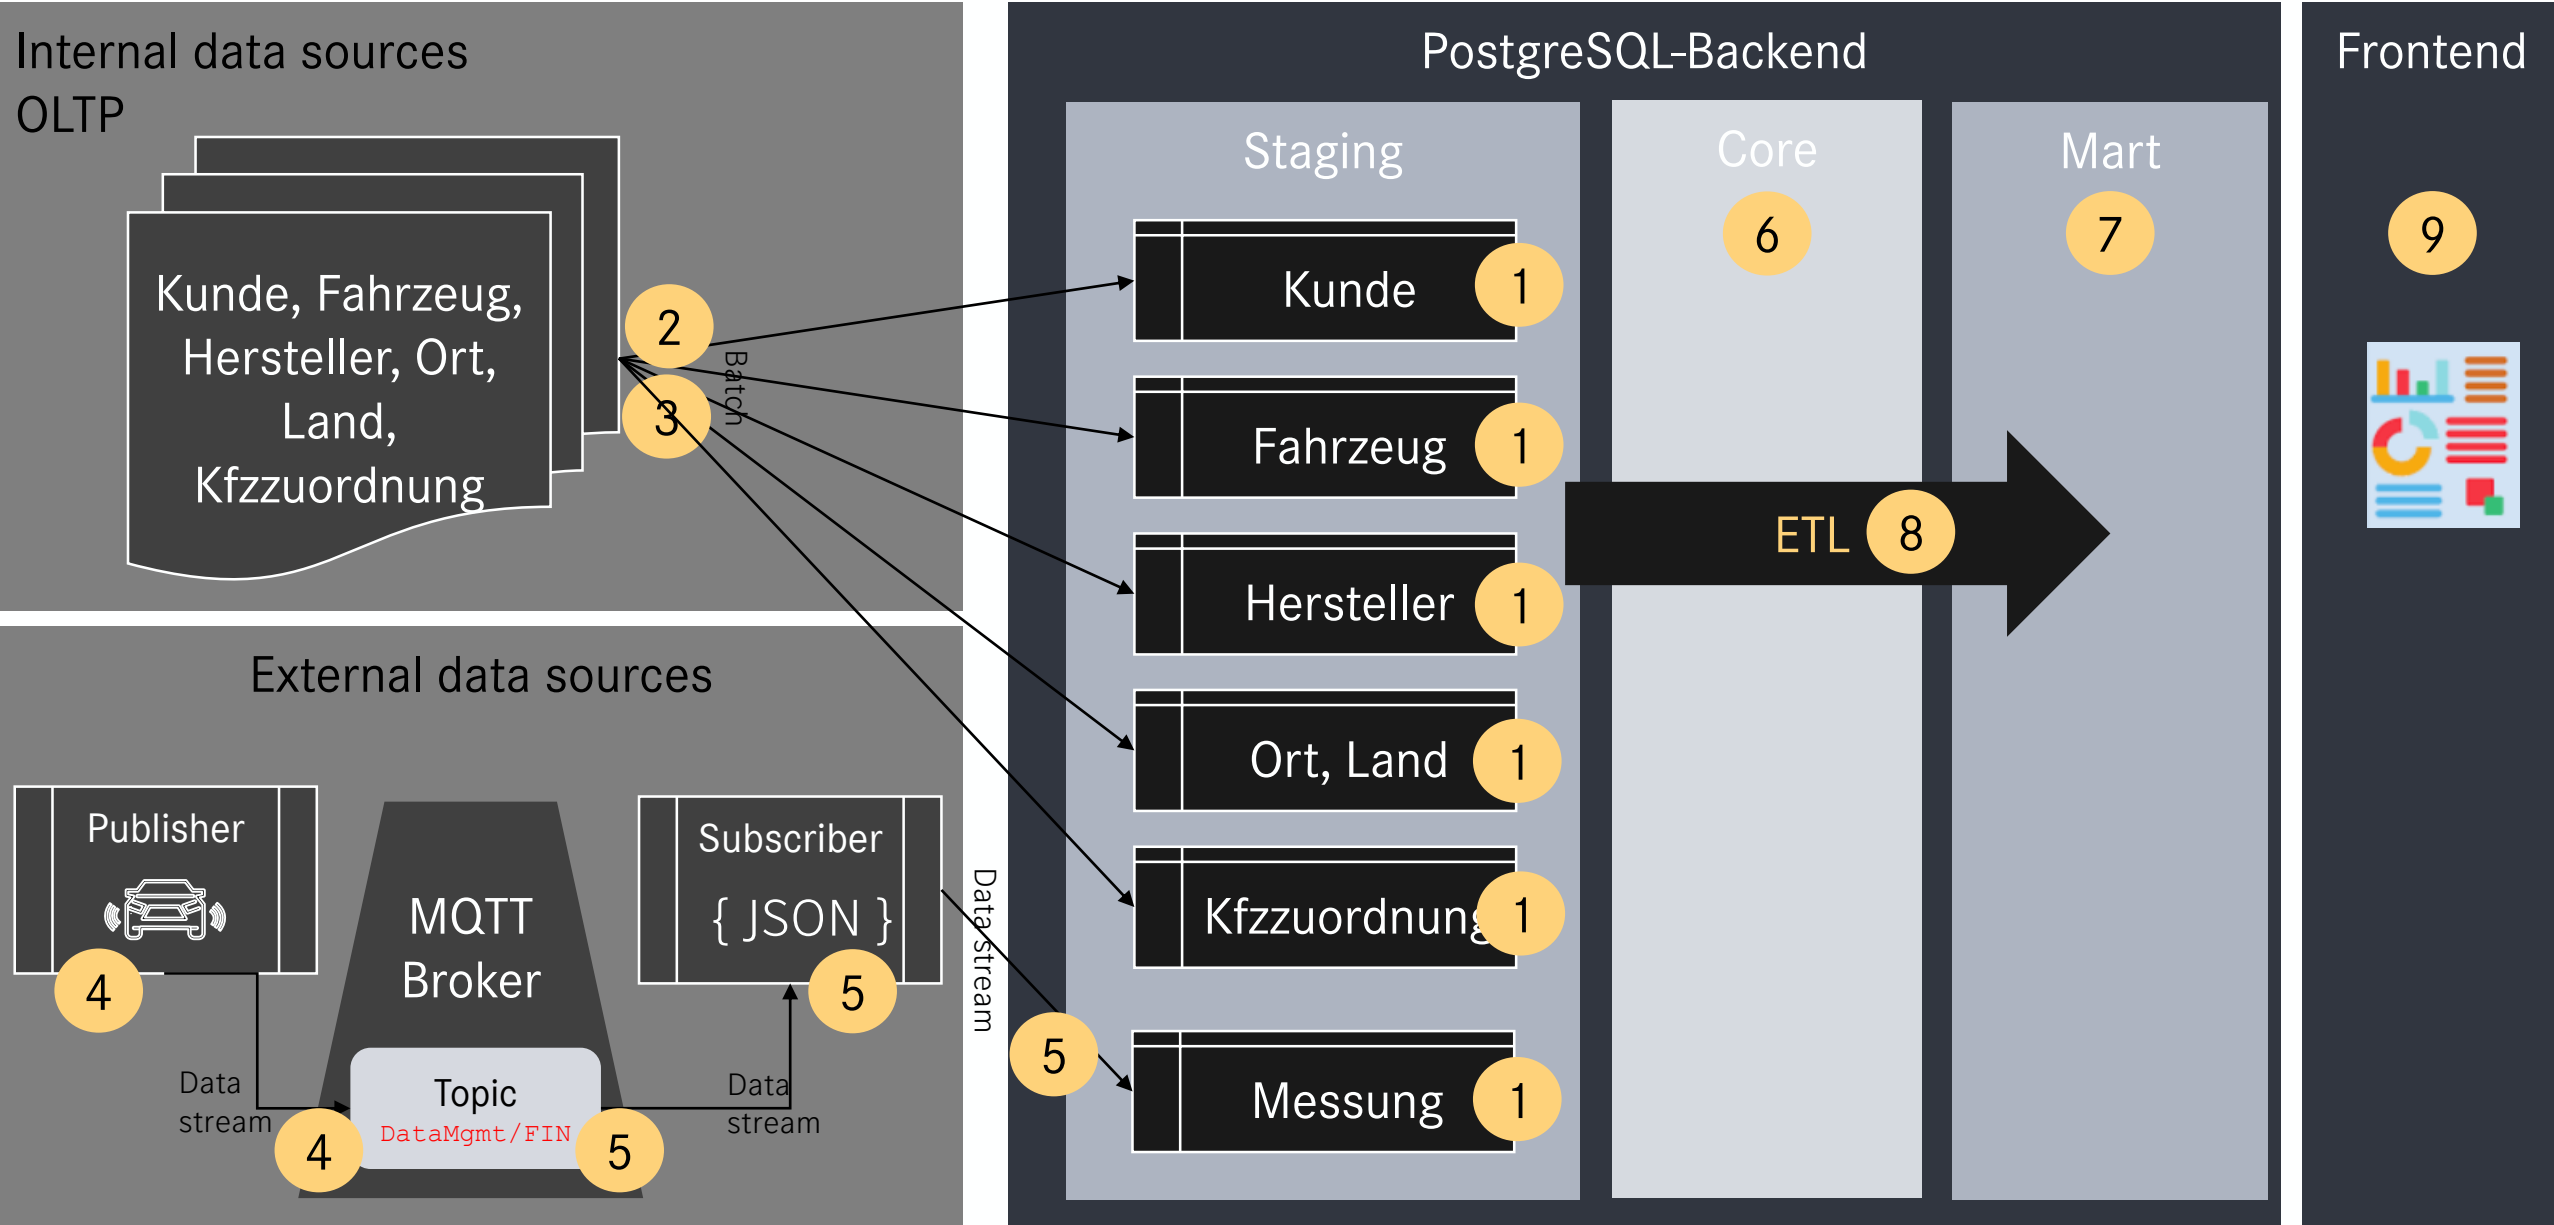 Internal data sources
OLTP
Kunde, Fahrzeug,
Hersteller, Ort,
Land,
Kfzzuordnung
2
3
Batch
External data sources
Publisher
4
Data
stream
4
MQTT
Broker
Topic
DataMgmt/FIN
5
Subscriber
{ JSON }
5
Data
stream
Data stream
5
PostgreSQL-Backend
Staging
Kunde
1
Fahrzeug
1
Hersteller
1
Ort, Land
1
Kfzzuordnung
1
Messung
1
Core
6
Mart
7
ETL
8
Frontend
9